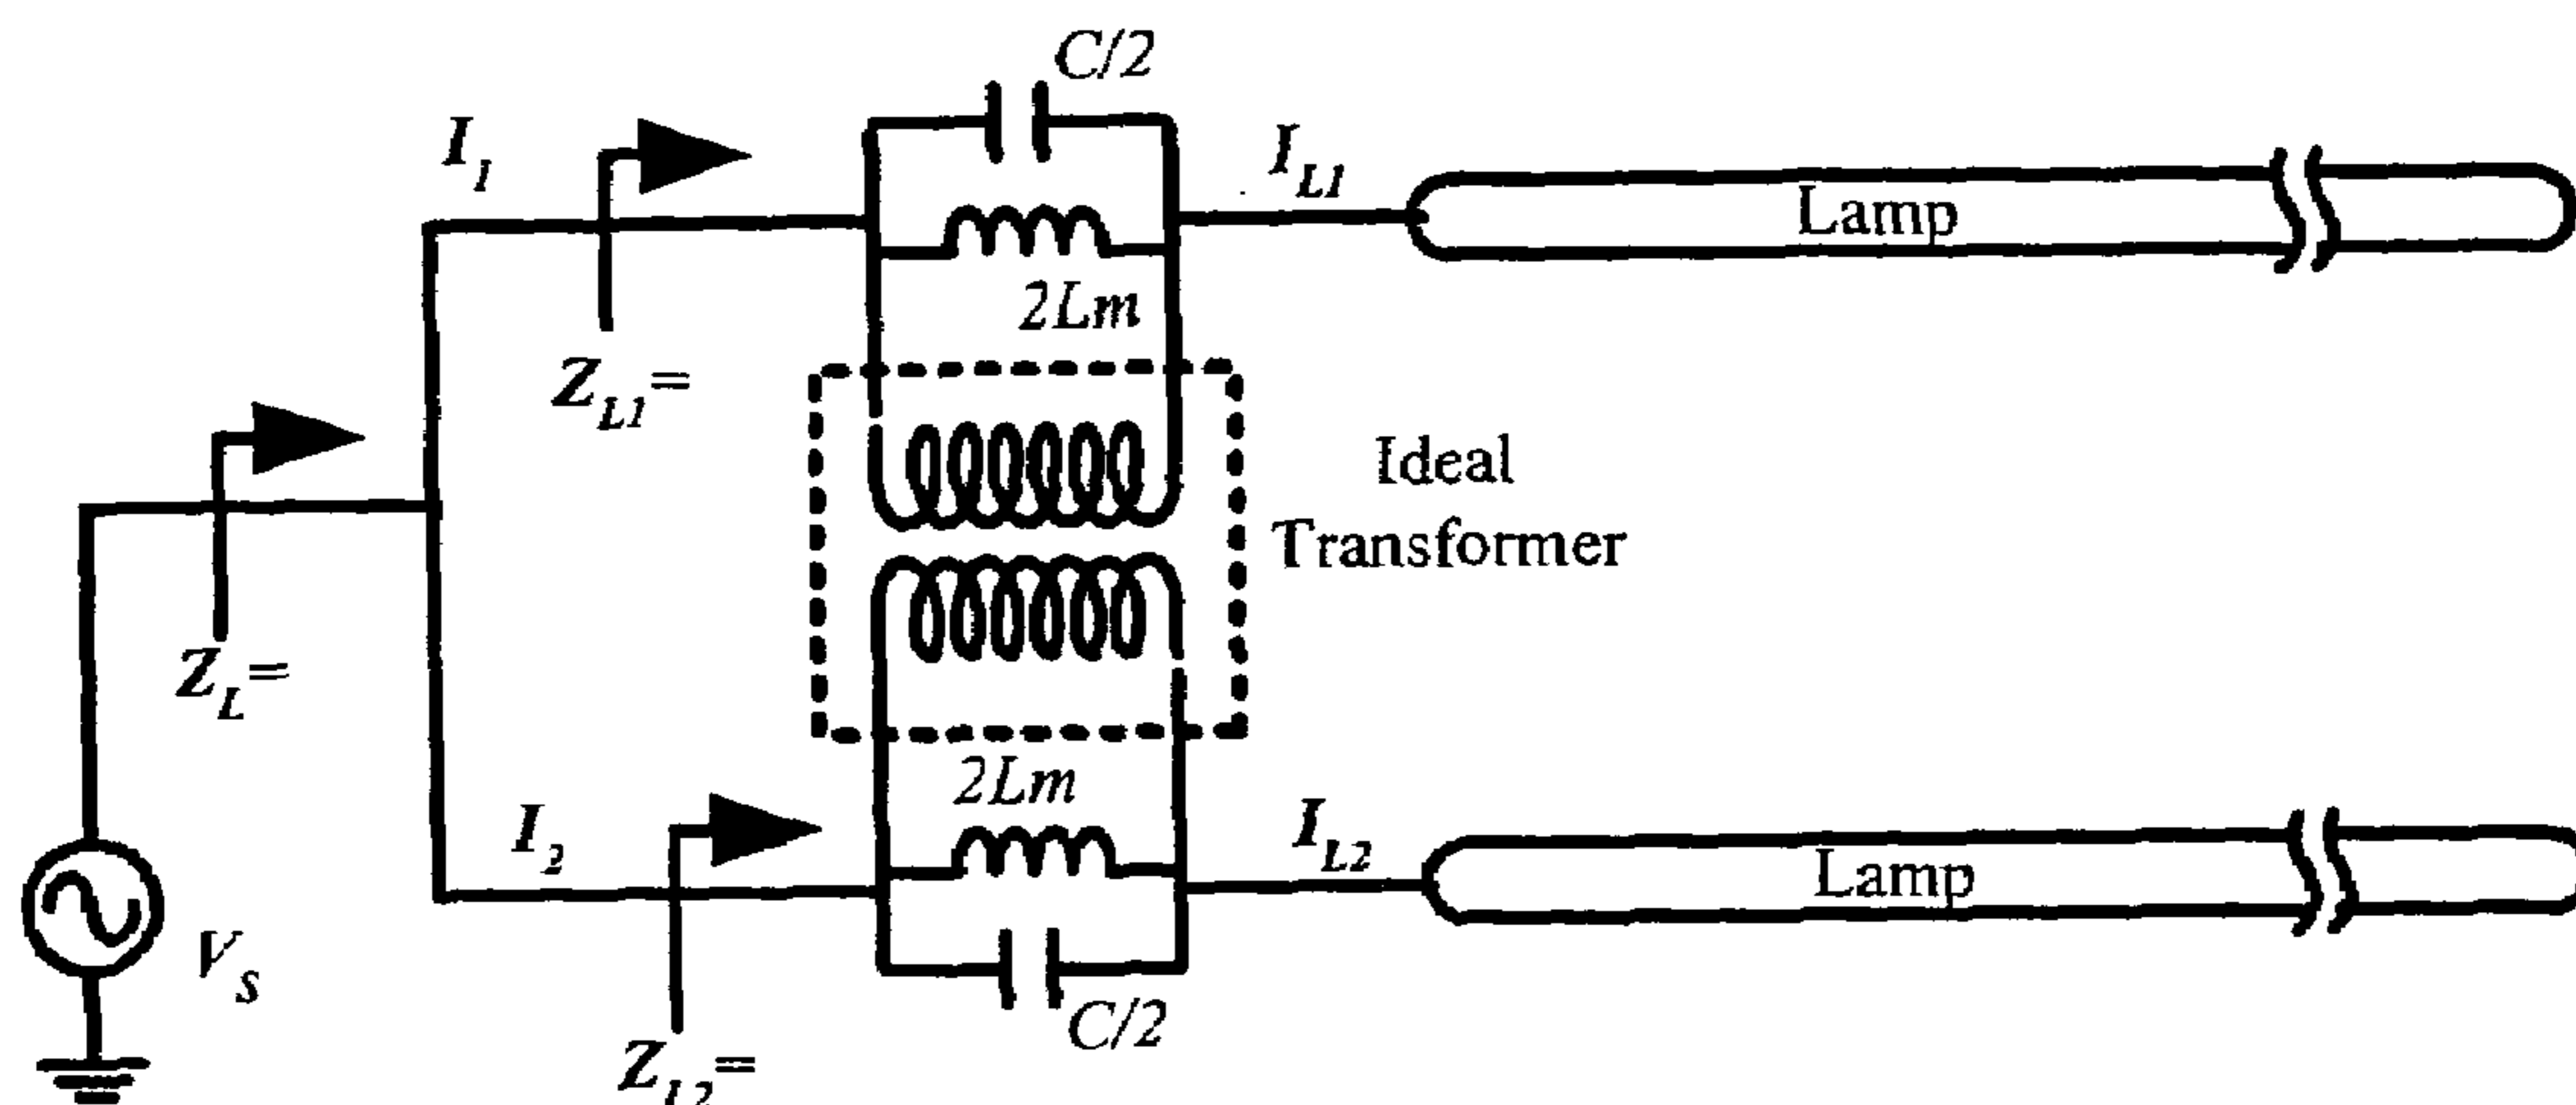 C/2
I1
IL1
Lamp
2Lm
ZL1=
Ideal
Transformer
ZL=
2Lm
I2
IL2
Lamp
VS
C/2
ZL2=